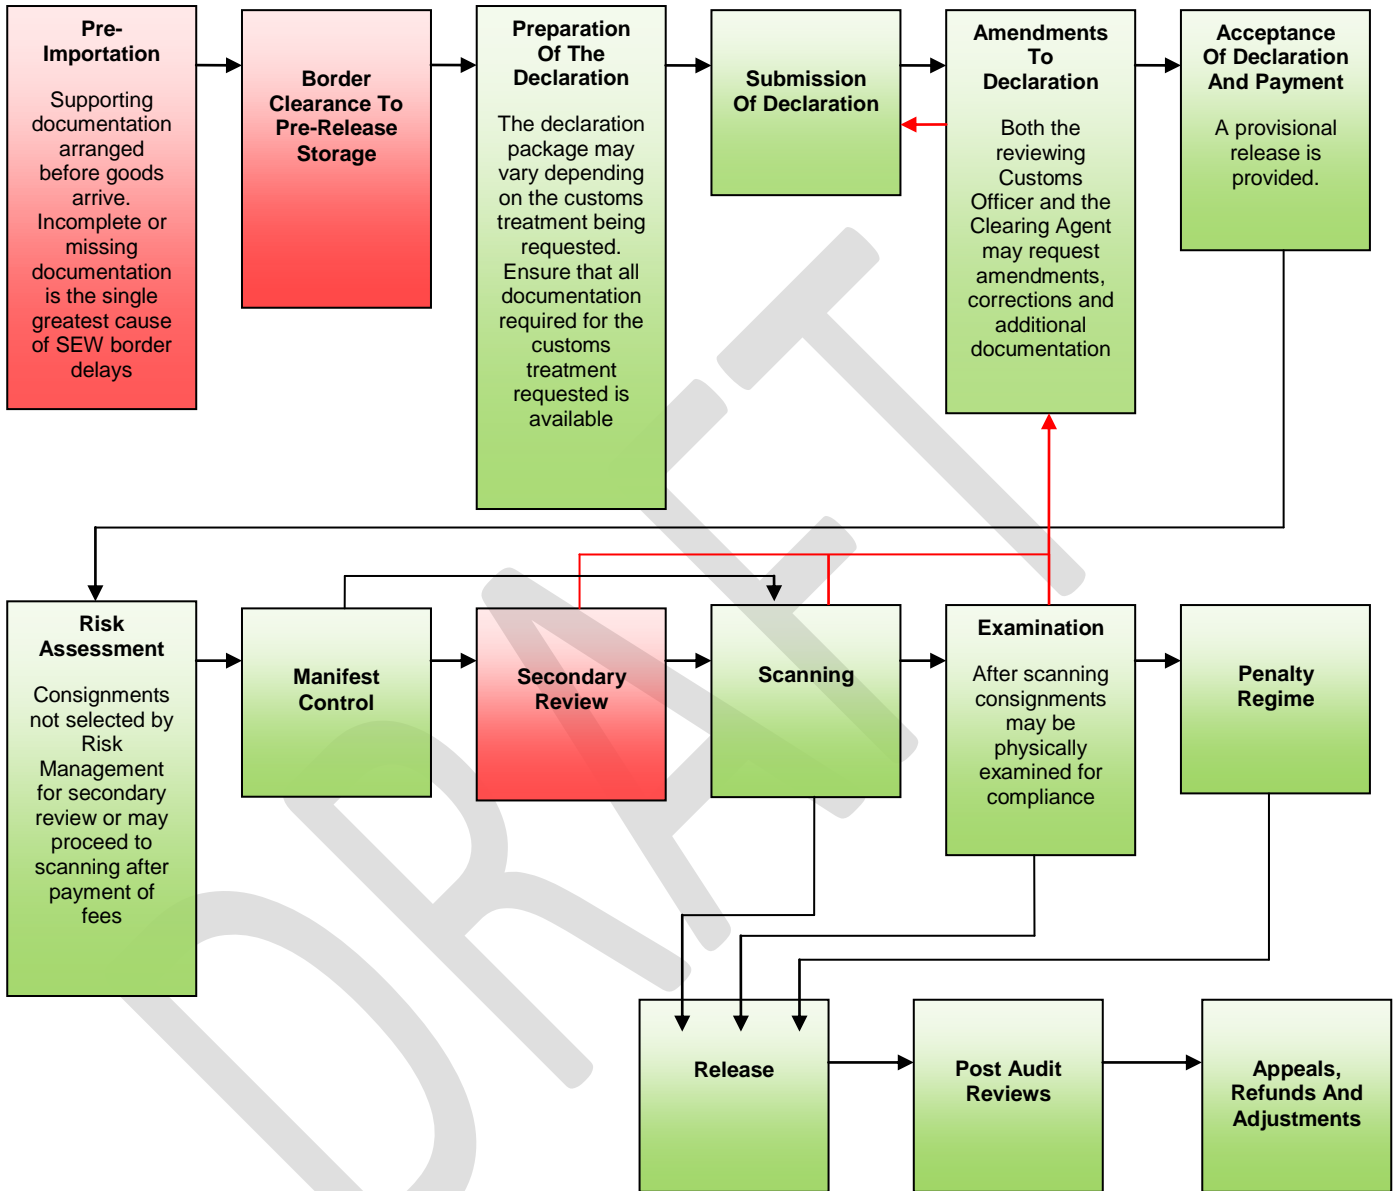 Pre-
Importation
Supporting
documentation
arranged
before goods
arrive.
Incomplete or
missing
documentation
is the single
greatest cause
of SEW border
delays
Border
Clearance To
Pre-Release
Storage
Preparation
Of The
Declaration
The declaration
package may
vary depending
on the customs
treatment being
requested.
Ensure that all
documentation
required for the
customs
treatment
requested is
available
Submission
Of Declaration
Amendments
To
Declaration
Both the
reviewing
Customs
Officer and the
Clearing Agent
may request
amendments,
corrections and
additional
documentation
Acceptance
Of Declaration
And Payment
A provisional
release is
provided.
Risk
Assessment
Consignments
not selected by
Risk
Management
for secondary
review or may
proceed to
scanning after
payment of
fees
Manifest
Control
Secondary
Review
Scanning
Examination
After scanning
consignments
may be
physically
examined for
compliance
Penalty
Regime
Release
Post Audit
Reviews
Appeals,
Refunds And
Adjustments
DRAFT